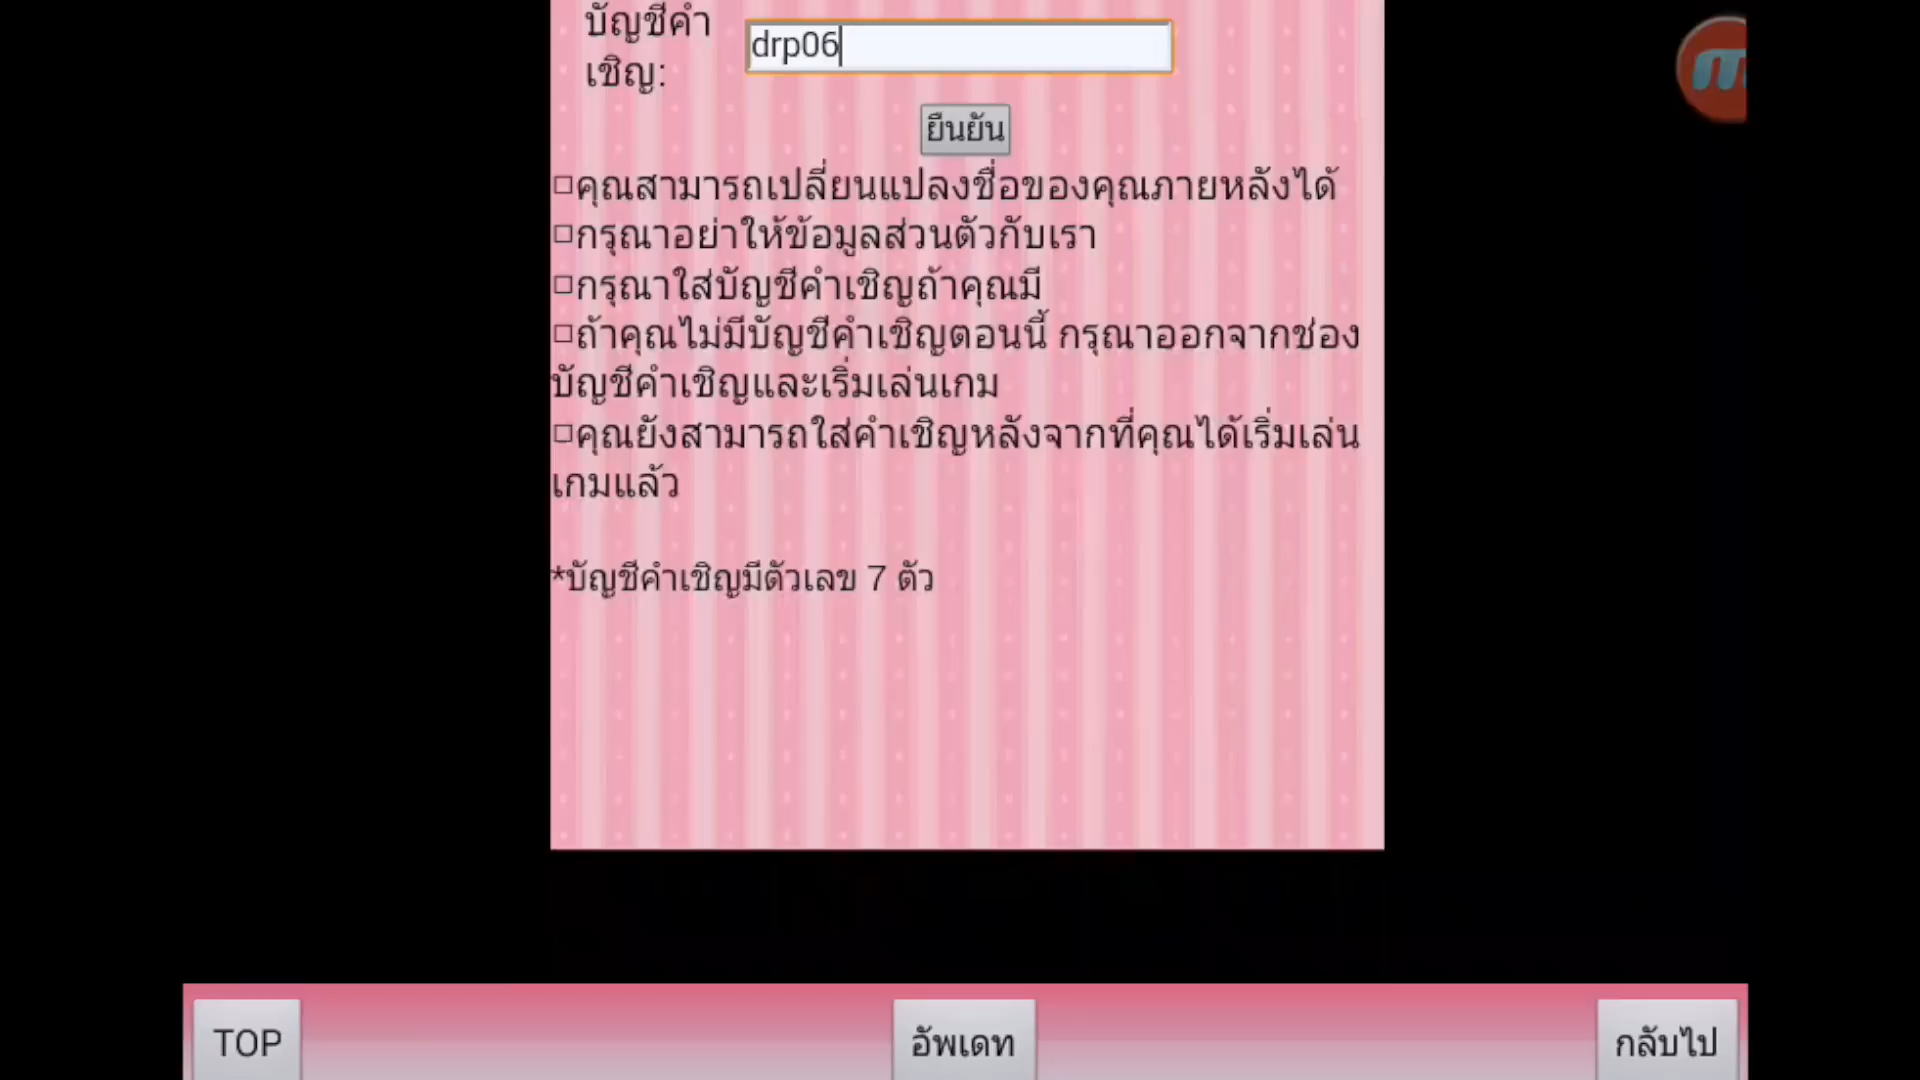 บัญชีคำ
เชิญ:
drp06
ยืนยัน
□คุณสามารถเปลี่ยนแปลงชื่อของคุณภายหลังได้
□กรุณาอย่าให้ข้อมูลส่วนตัวกับเรา
□กรุณาใส่บัญชีคำเชิญถ้าคุณมี
□ถ้าคุณไม่มีบัญชีคำเชิญตอนนี้ กรุณาออกจากช่อง
บัญชีคำเชิญและเริ่มเล่นเกม
□คุณยังสามารถใส่คำเชิญหลังจากที่คุณได้เริ่มเล่น
เกมแล้ว
*บัญชีคำเชิญมีตัวเลข 7 ตัว
TOP
อัพเดท
กลับไป